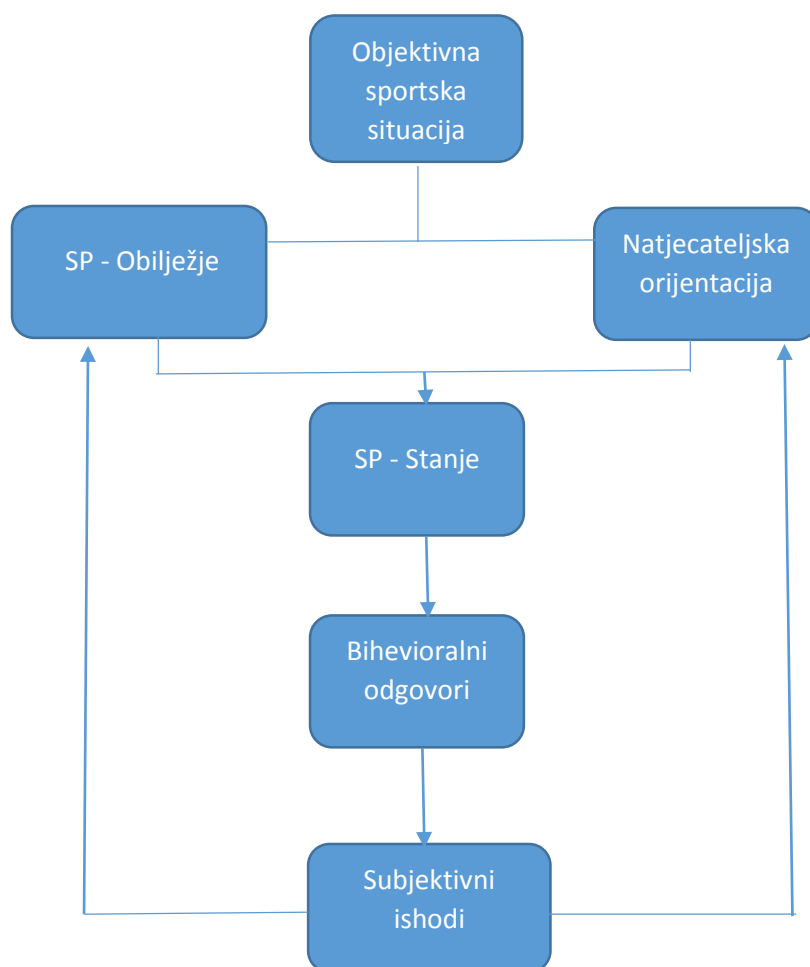 Objektivna
sportska
situacija
SP - Obilježje
Natjecateljska
orijentacija
SP - Stanje
Bihevioralni
odgovori
Subjektivni
ishodi